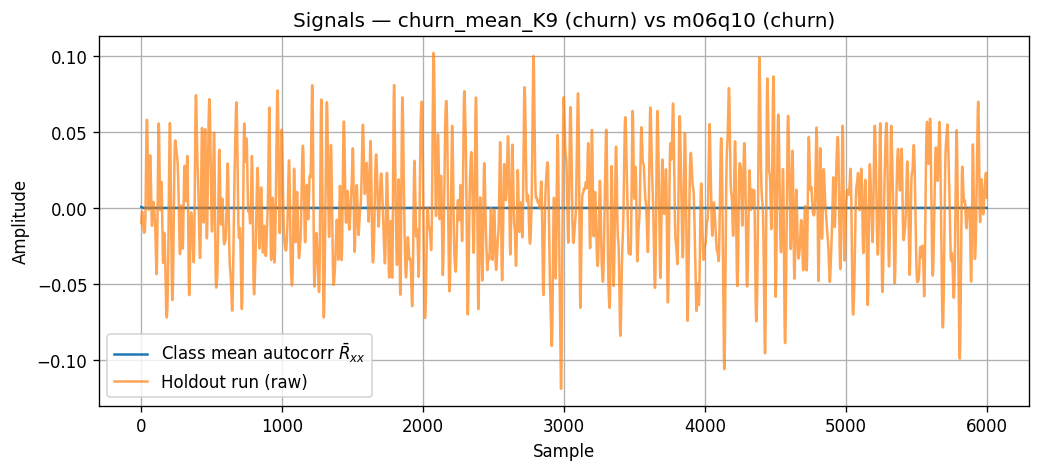 Signals — churn_mean_K9 (churn) vs m06q10 (churn)
Amplitude
0.10
0.05
0.00
−0.05
−0.10
Class mean autocorr R̄xx
Holdout run (raw)
0 1000 2000 3000 4000 5000 6000
Sample